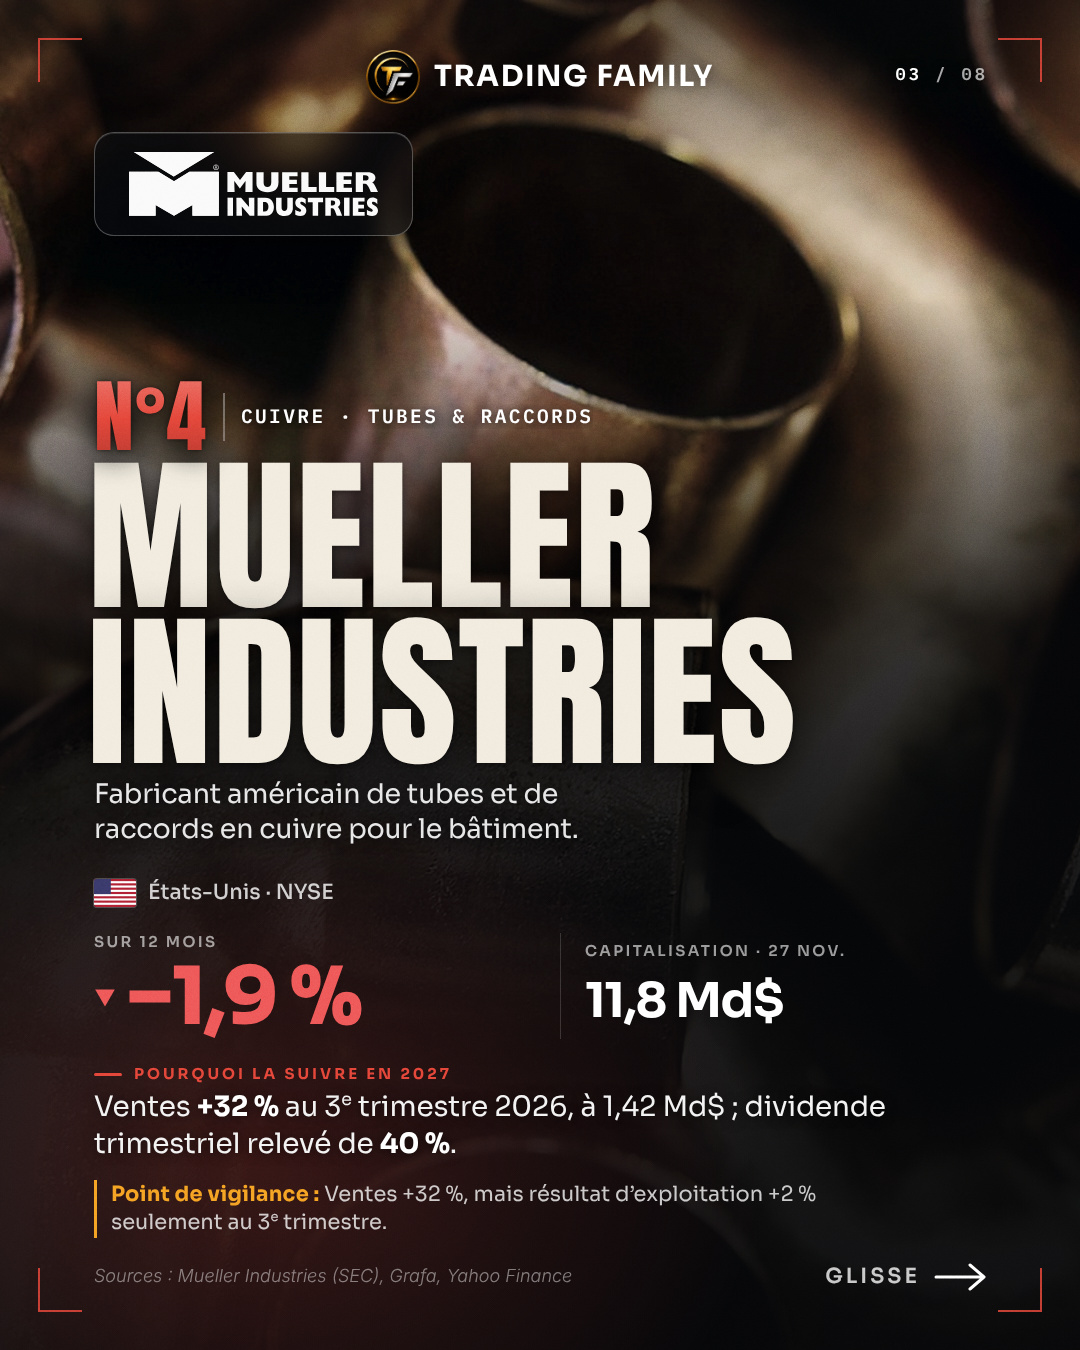 TF TRADING FAMILY
03 / 08
MUELLER
INDUSTRIES
®
N°4
CUIVRE · TUBES & RACCORDS
MUELLER
INDUSTRIES
Fabricant américain de tubes et de
raccords en cuivre pour le bâtiment.
États-Unis · NYSE
SUR 12 MOIS
▼ −1,9 %
CAPITALISATION · 27 NOV.
11,8 Md$
POURQUOI LA SUIVRE EN 2027
Ventes +32 % au 3ᵉ trimestre 2026, à 1,42 Md$ ; dividende
trimestriel relevé de 40 %.
Point de vigilance : Ventes +32 %, mais résultat d’exploitation +2 %
seulement au 3ᵉ trimestre.
Sources : Mueller Industries (SEC), Grafa, Yahoo Finance
GLISSE →